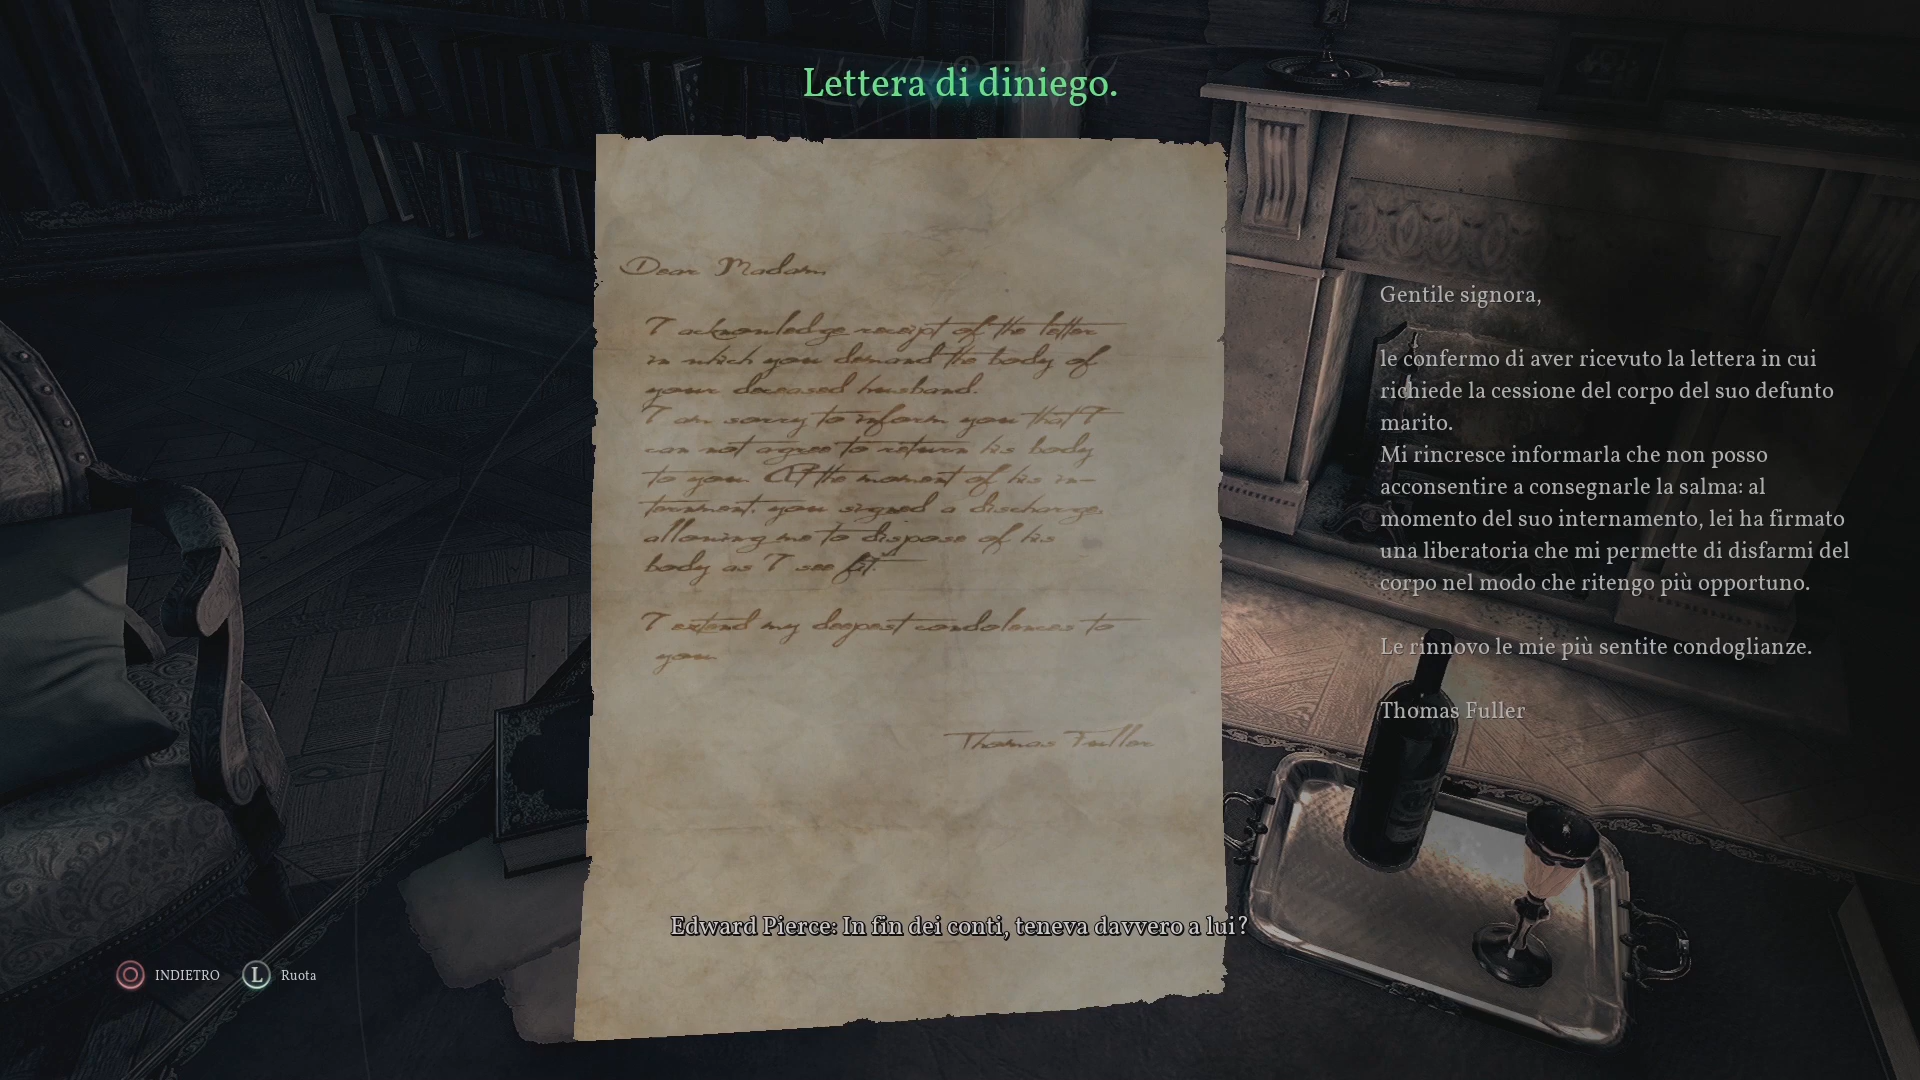 Lettera di diniego.
Dear Madam,
I acknowledge receipt of the letter
in which you demand the body of
your deceased husband.
I am sorry to inform you that I
can not agree to return his body
to you. At the moment of his in-
ternment, you signed a discharge,
allowing me to dispose of his
body as I see fit.
I extend my deepest condolences to
you.
Thomas Fuller
Gentile signora,
le confermo di aver ricevuto la lettera in cui
richiede la cessione del corpo del suo defunto
marito.
Mi rincresce informarla che non posso
acconsentire a consegnarle la salma: al
momento del suo internamento, lei ha firmato
una liberatoria che mi permette di disfarmi del
corpo nel modo che ritengo più opportuno.
Le rinnovo le mie più sentite condoglianze.
Thomas Fuller
Edward Pierce: In fin dei conti, teneva davvero a lui?
INDIETRO L Ruota